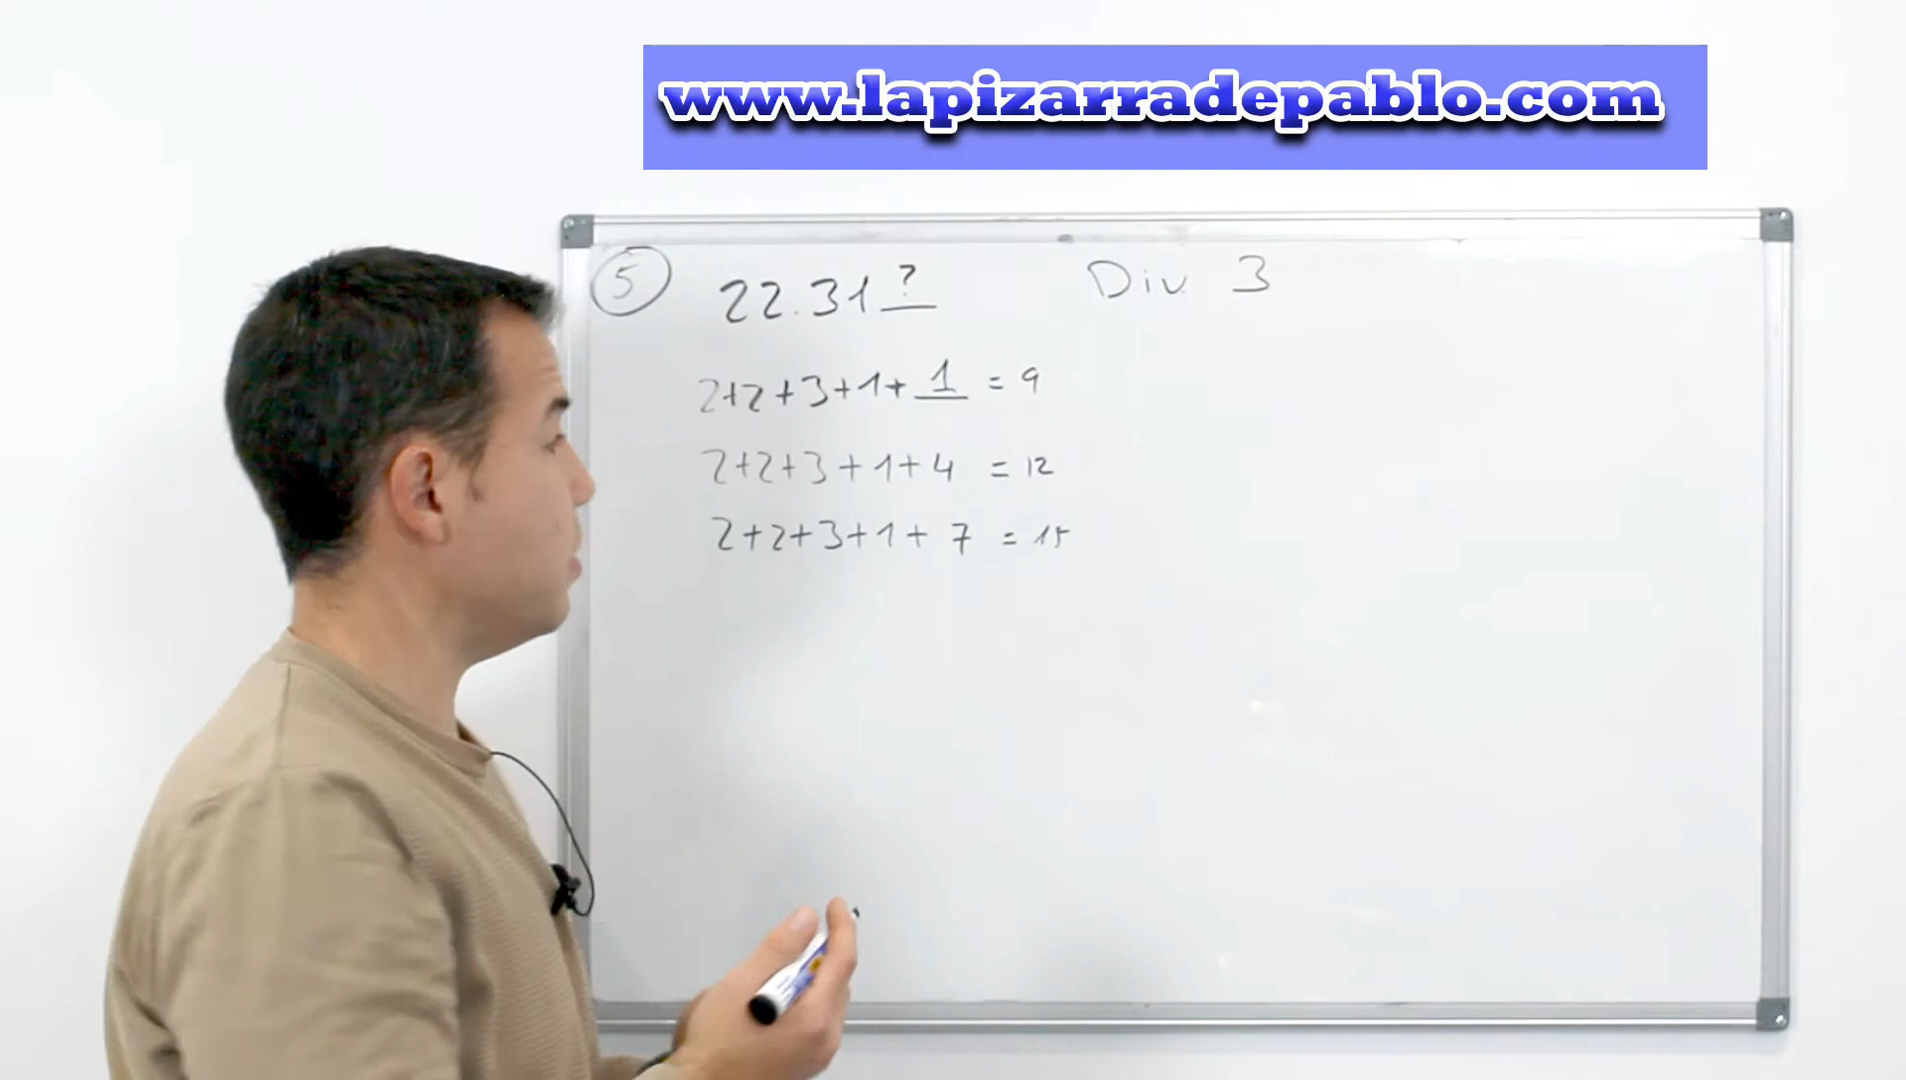 www.lapizarradepablo.com
5 22.31? Div 3
2+2+3+1+1 = 9
2+2+3+1+4 = 12
2+2+3+1+7 = 15